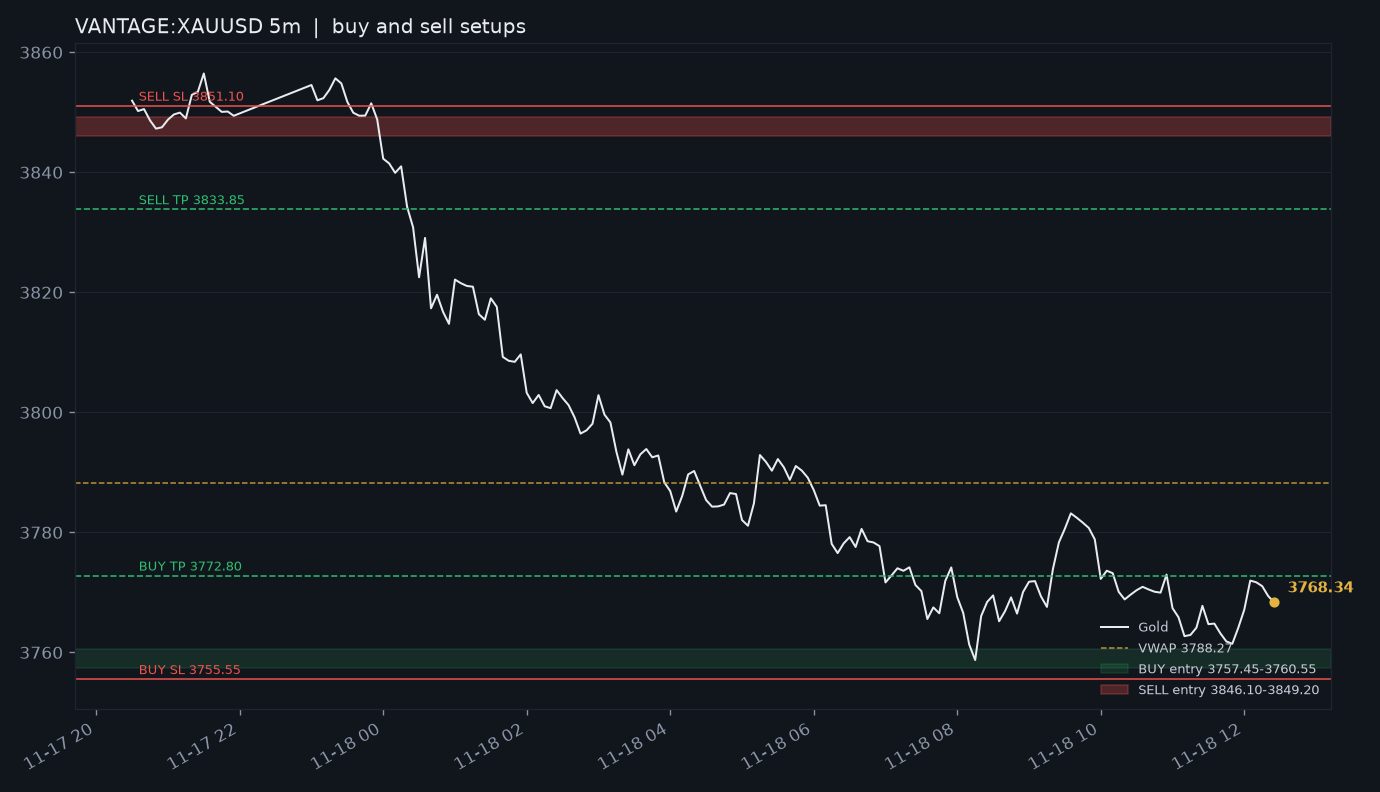 VANTAGE:XAUUSD 5m | buy and sell setups
3860
SELL SL 3851.10
3840
SELL TP 3833.85
3820
3800
3780
BUY TP 3772.80
3768.34
3760
BUY SL 3755.55
Gold
VWAP 3788.27
BUY entry 3757.45-3760.55
SELL entry 3846.10-3849.20
11-17 20
11-17 22
11-18 00
11-18 02
11-18 04
11-18 06
11-18 08
11-18 10
11-18 12